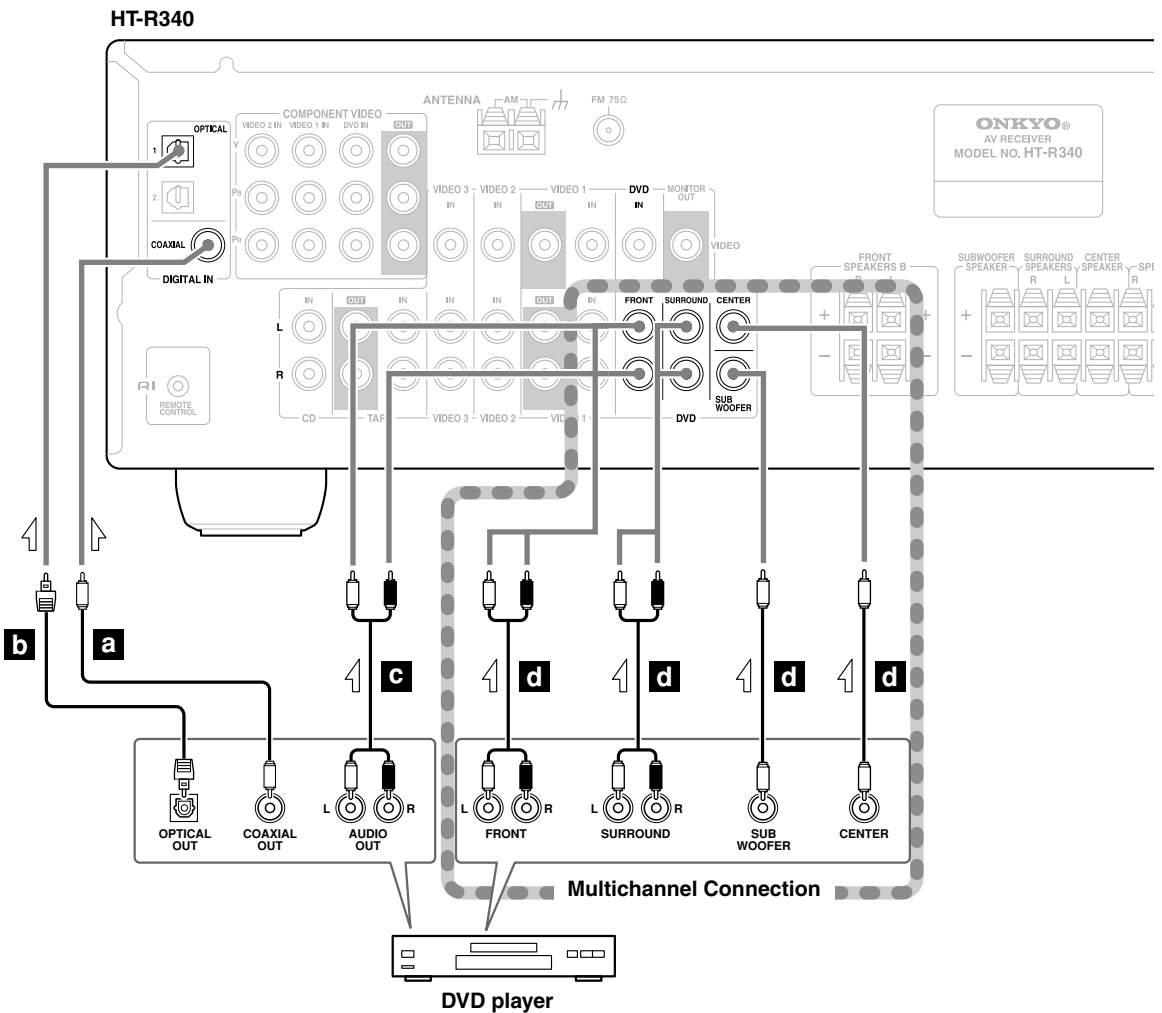 HT-R340
ANTENNA
AM
FM 75Ω
COMPONENT VIDEO
VIDEO 2 IN VIDEO 1 IN DVD IN OUT
OPTICAL
1
2
Y
PB
PR
COAXIAL
DIGITAL IN
ONKYO®
AV RECEIVER
MODEL NO. HT-R340
VIDEO 3 VIDEO 2 VIDEO 1 DVD MONITOR OUT
IN IN OUT IN IN
VIDEO
FRONT SPEAKERS B
R L
SUBWOOFER SPEAKER
SURROUND SPEAKERS
R L
CENTER SPEAKER
R
+ + +
– – –
IN OUT IN IN OUT IN FRONT SURROUND CENTER
L
R
SUB WOOFER
CD TAP VIDEO 3 VIDEO 2 DVD
RI
REMOTE CONTROL
b
a
c
d
d
d
d
L R
L R
L R
OPTICAL OUT
COAXIAL OUT
AUDIO OUT
FRONT
SURROUND
SUB WOOFER
CENTER
Multichannel Connection
DVD player